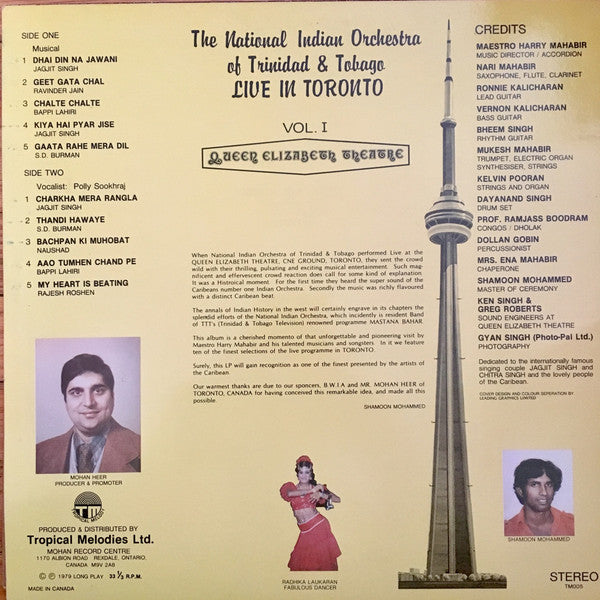 SIDE ONE
Musical
1 DHAI DIN NA JAWANI
JAGJIT SINGH
2 GEET GATA CHAL
RAVINDER JAIN
3 CHALTE CHALTE
BAPPI LAHIRI
4 KIYA HAI PYAR JISE
JAGJIT SINGH
5 GAATA RAHE MERA DIL
S.D. BURMAN
SIDE TWO
Vocalist: Polly Sookhraj
1 CHARKHA MERA RANGLA
JAGJIT SINGH
2 THANDI HAWAYE
S.D. BURMAN
3 BACHPAN KI MUHOBAT
NAUSHAD
4 AAO TUMHEN CHAND PE
BAPPI LAHIRI
5 MY HEART IS BEATING
RAJESH ROSHEN
MOHAN HEER
PRODUCER & PROMOTER
TM
PRODUCED & DISTRIBUTED BY
Tropical Melodies Ltd.
MOHAN RECORD CENTRE
1170 ALBION ROAD REXDALE, ONTARIO.
CANADA M9V 2A8
© ℗ 1979 LONG PLAY 33 ⅓ R.P.M.
MADE IN CANADA
The National Indian Orchestra
of Trinidad & Tobago
LIVE IN TORONTO
VOL. I
QUEEN ELIZABETH THEATRE
When National Indian Orchestra of Trinidad & Tobago performed Live at the
QUEEN ELIZABETH THEATRE, CNE GROUND, TORONTO, they sent the crowd
wild with their thrilling, pulsating and exciting musical entertainment. Such mag-
nificent and effervescent crowd reaction does call for some kind of explanation.
It was a Histroical moment. For the first time they heard the super sound of the
Caribeans number one Indian Orchestra. Secondly the music was richly flavoured
with a distinct Caribean beat.
The annals of Indian History in the west will certainly engrave in its chapters the
splendid efforts of the National Indian Orchestra, which incidently is resident Band
of TTT's (Trinidad & Tobago Television) renowned programme MASTANA BAHAR.
This album is a cherished momento of that unforgettable and pioneering visit by
Maestro Harry Mahabir and his talented musicians and songsters In it we feature
ten of the finest selections of the live programme in TORONTO.
Surely, this LP will gain recognition as one of the finest presented by the artists of
the Caribean.
Our warmest thanks are due to our sponcers, B.W.I.A and MR. MOHAN HEER of
TORONTO, CANADA for having conceived this remarkable idea, and made all this
possible.
SHAMOON MOHAMMED
RADHIKA LAUKARAN
FABULOUS DANCER
CREDITS
MAESTRO HARRY MAHABIR
MUSIC DIRECTOR / ACCORDION
NARI MAHABIR
SAXOPHONE, FLUTE, CLARINET
RONNIE KALICHARAN
LEAD GUITAR
VERNON KALICHARAN
BASS GUITAR
BHEEM SINGH
RHYTHM GUITAR
MUKESH MAHABIR
TRUMPET, ELECTRIC ORGAN
SYNTHESISER, STRINGS
KELVIN POORAN
STRINGS AND ORGAN
DAYANAND SINGH
DRUM SET
PROF. RAMJASS BOODRAM
CONGOS / DHOLAK
DOLLAN GOBIN
PERCUSSIONIST
MRS. ENA MAHABIR
CHAPERONE
SHAMOON MOHAMMED
MASTER OF CEREMONY
KEN SINGH &
GREG ROBERTS
SOUND ENGINEERS AT
QUEEN ELIZABETH THEATRE
GYAN SINGH (Photo-Pal Ltd.)
PHOTOGRAPHY
Dedicated to the internationally famous
singing couple JAGJIT SINGH and
CHITRA SINGH and the lovely people
of the Caribean.
COVER DESIGN AND COLOUR SEPERATION BY
LEADING GRAPHICS LIMITED
SHAMOON MOHAMMED
STEREO
TM005